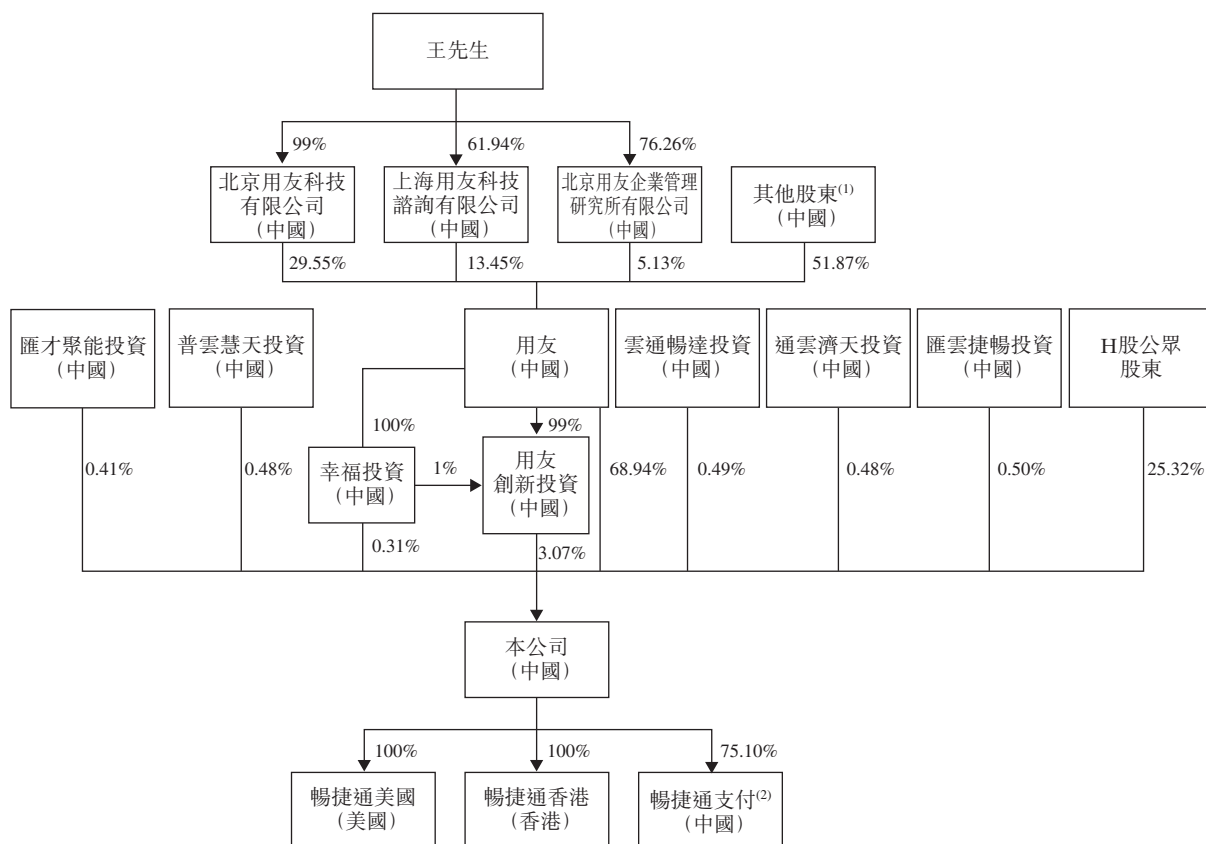 王先生
99%
61.94%
76.26%
北京用友科技
有限公司
（中國）
上海用友科技
諮詢有限公司
（中國）
北京用友企業管理
研究所有限公司
（中國）
其他股東(1)
（中國）
29.55%
13.45%
5.13%
51.87%
匯才聚能投資
（中國）
普雲慧天投資
（中國）
用友
（中國）
雲通暢達投資
（中國）
通雲濟天投資
（中國）
匯雲捷暢投資
（中國）
H股公眾
股東
100%
99%
0.41%
0.48%
幸福投資
（中國）
1%
用友
創新投資
（中國）
68.94%
0.49%
0.48%
0.50%
25.32%
0.31%
3.07%
本公司
（中國）
100%
100%
75.10%
暢捷通美國
（美國）
暢捷通香港
（香港）
暢捷通支付(2)
（中國）